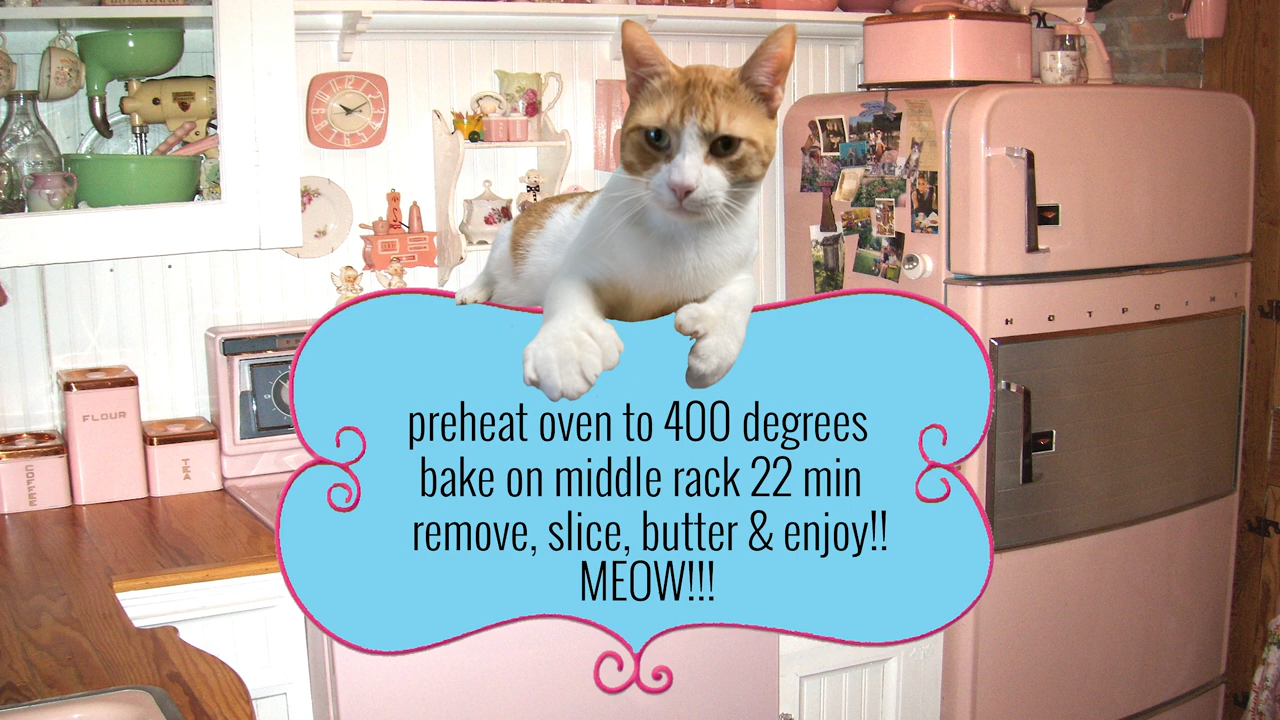 HOTPOINT
FLOUR
COFFEE
TEA
preheat oven to 400 degrees
bake on middle rack 22 min
remove, slice, butter & enjoy!!
MEOW!!!